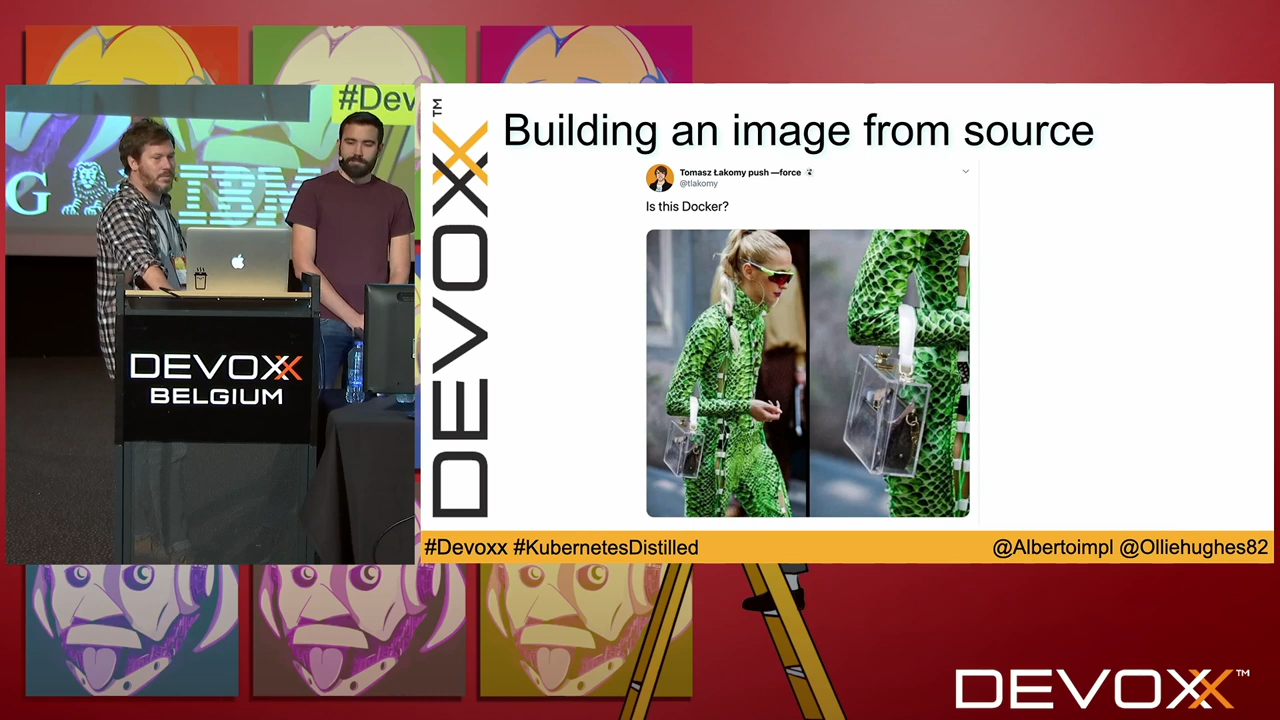 #Dev
G
IBM
DEVOXX
BELGIUM
DEVOXX™
Building an image from source
Tomasz Łakomy push —force
@tlakomy
Is this Docker?
#Devoxx #KubernetesDistilled
@Albertoimpl @Olliehughes82
DEVOXX™